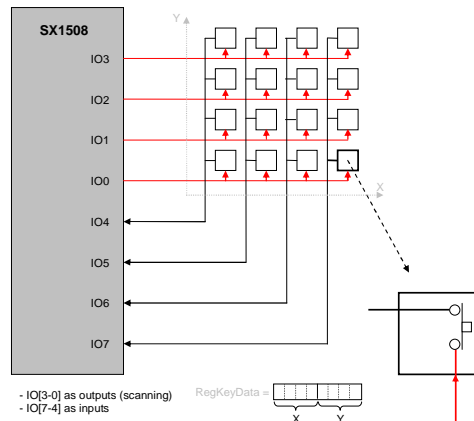 SX1508
Y
IO3
IO2
IO1
IO0
X
IO4
IO5
IO6
IO7
- IO[3-0] as outputs (scanning)
- IO[7-4] as inputs
RegKeyData =
X Y